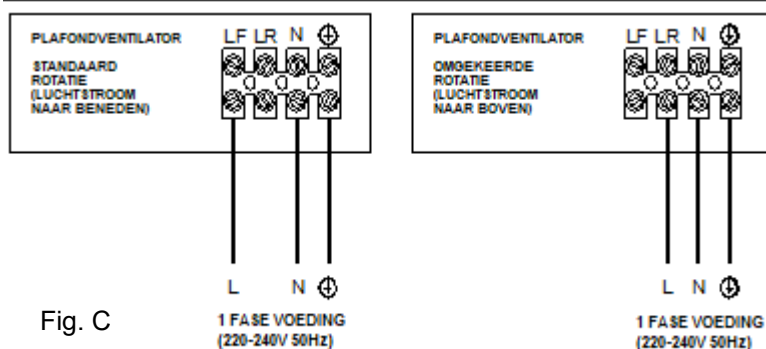 PLAFONDVENTILATOR
STANDAARD
ROTATIE
(LUCHTSTROOM
NAAR BENEDEN)
LF LR N
L N
1 FASE VOEDING
(220-240V 50Hz)
PLAFONDVENTILATOR
OMGEKEERDE
ROTATIE
(LUCHTSTROOM
NAAR BOVEN)
LF LR N
L N
1 FASE VOEDING
(220-240V 50Hz)
Fig. C